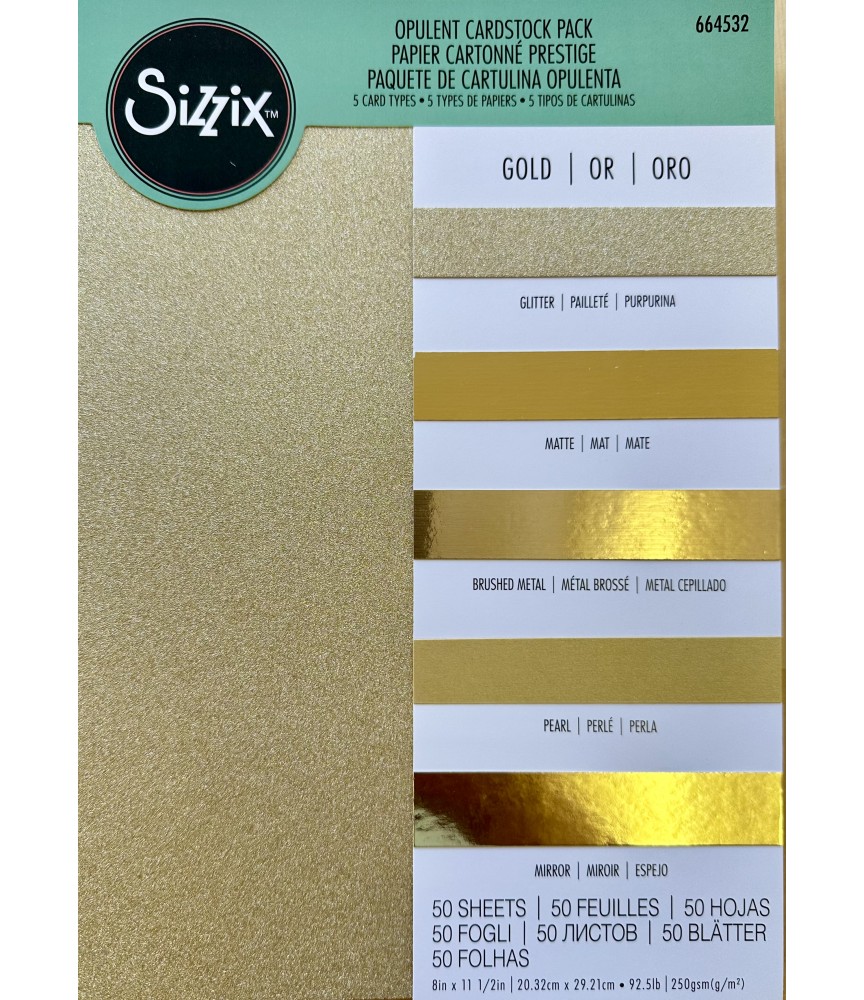 OPULENT CARDSTOCK PACK
664532
PAPIER CARTONNÉ PRESTIGE
PAQUETE DE CARTULINA OPULENTA
5 CARD TYPES • 5 TYPES DE PAPIERS • 5 TIPOS DE CARTULINAS
Sizzix™
GOLD | OR | ORO
GLITTER | PAILLETÉ | PURPURINA
MATTE | MAT | MATE
BRUSHED METAL | MÉTAL BROSSÉ | METAL CEPILLADO
PEARL | PERLÉ | PERLA
MIRROR | MIROIR | ESPEJO
50 SHEETS | 50 FEUILLES | 50 HOJAS
50 FOGLI | 50 ЛИСТОВ | 50 BLÄTTER
50 FOLHAS
8in x 11 1/2in | 20.32cm x 29.21cm • 92.5lb | 250gsm(g/m²)